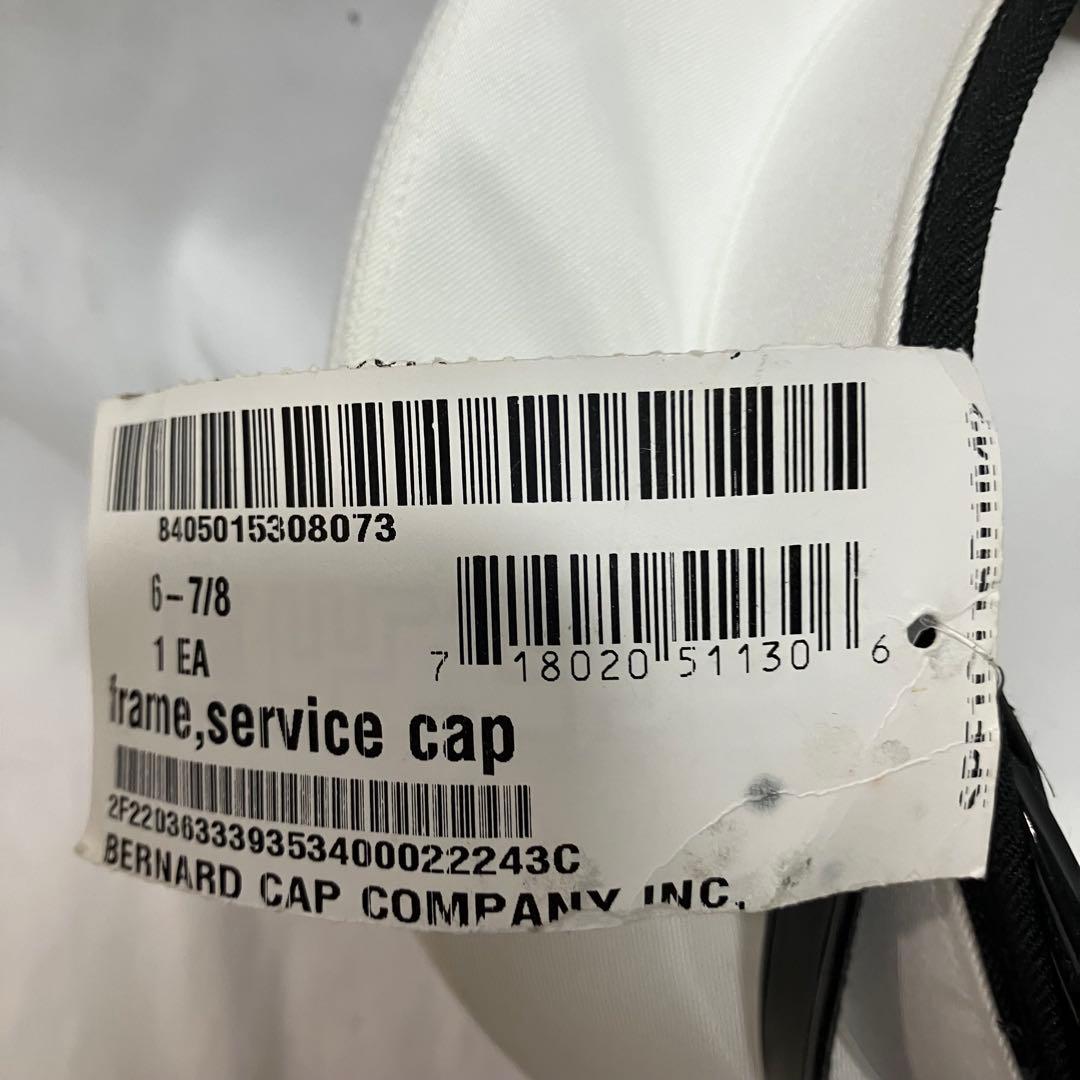 8405015308073
6-7/8
1 EA
7 18020 51130 6
frame,service cap
2F220363339353400022243C
BERNARD CAP COMPANY INC.